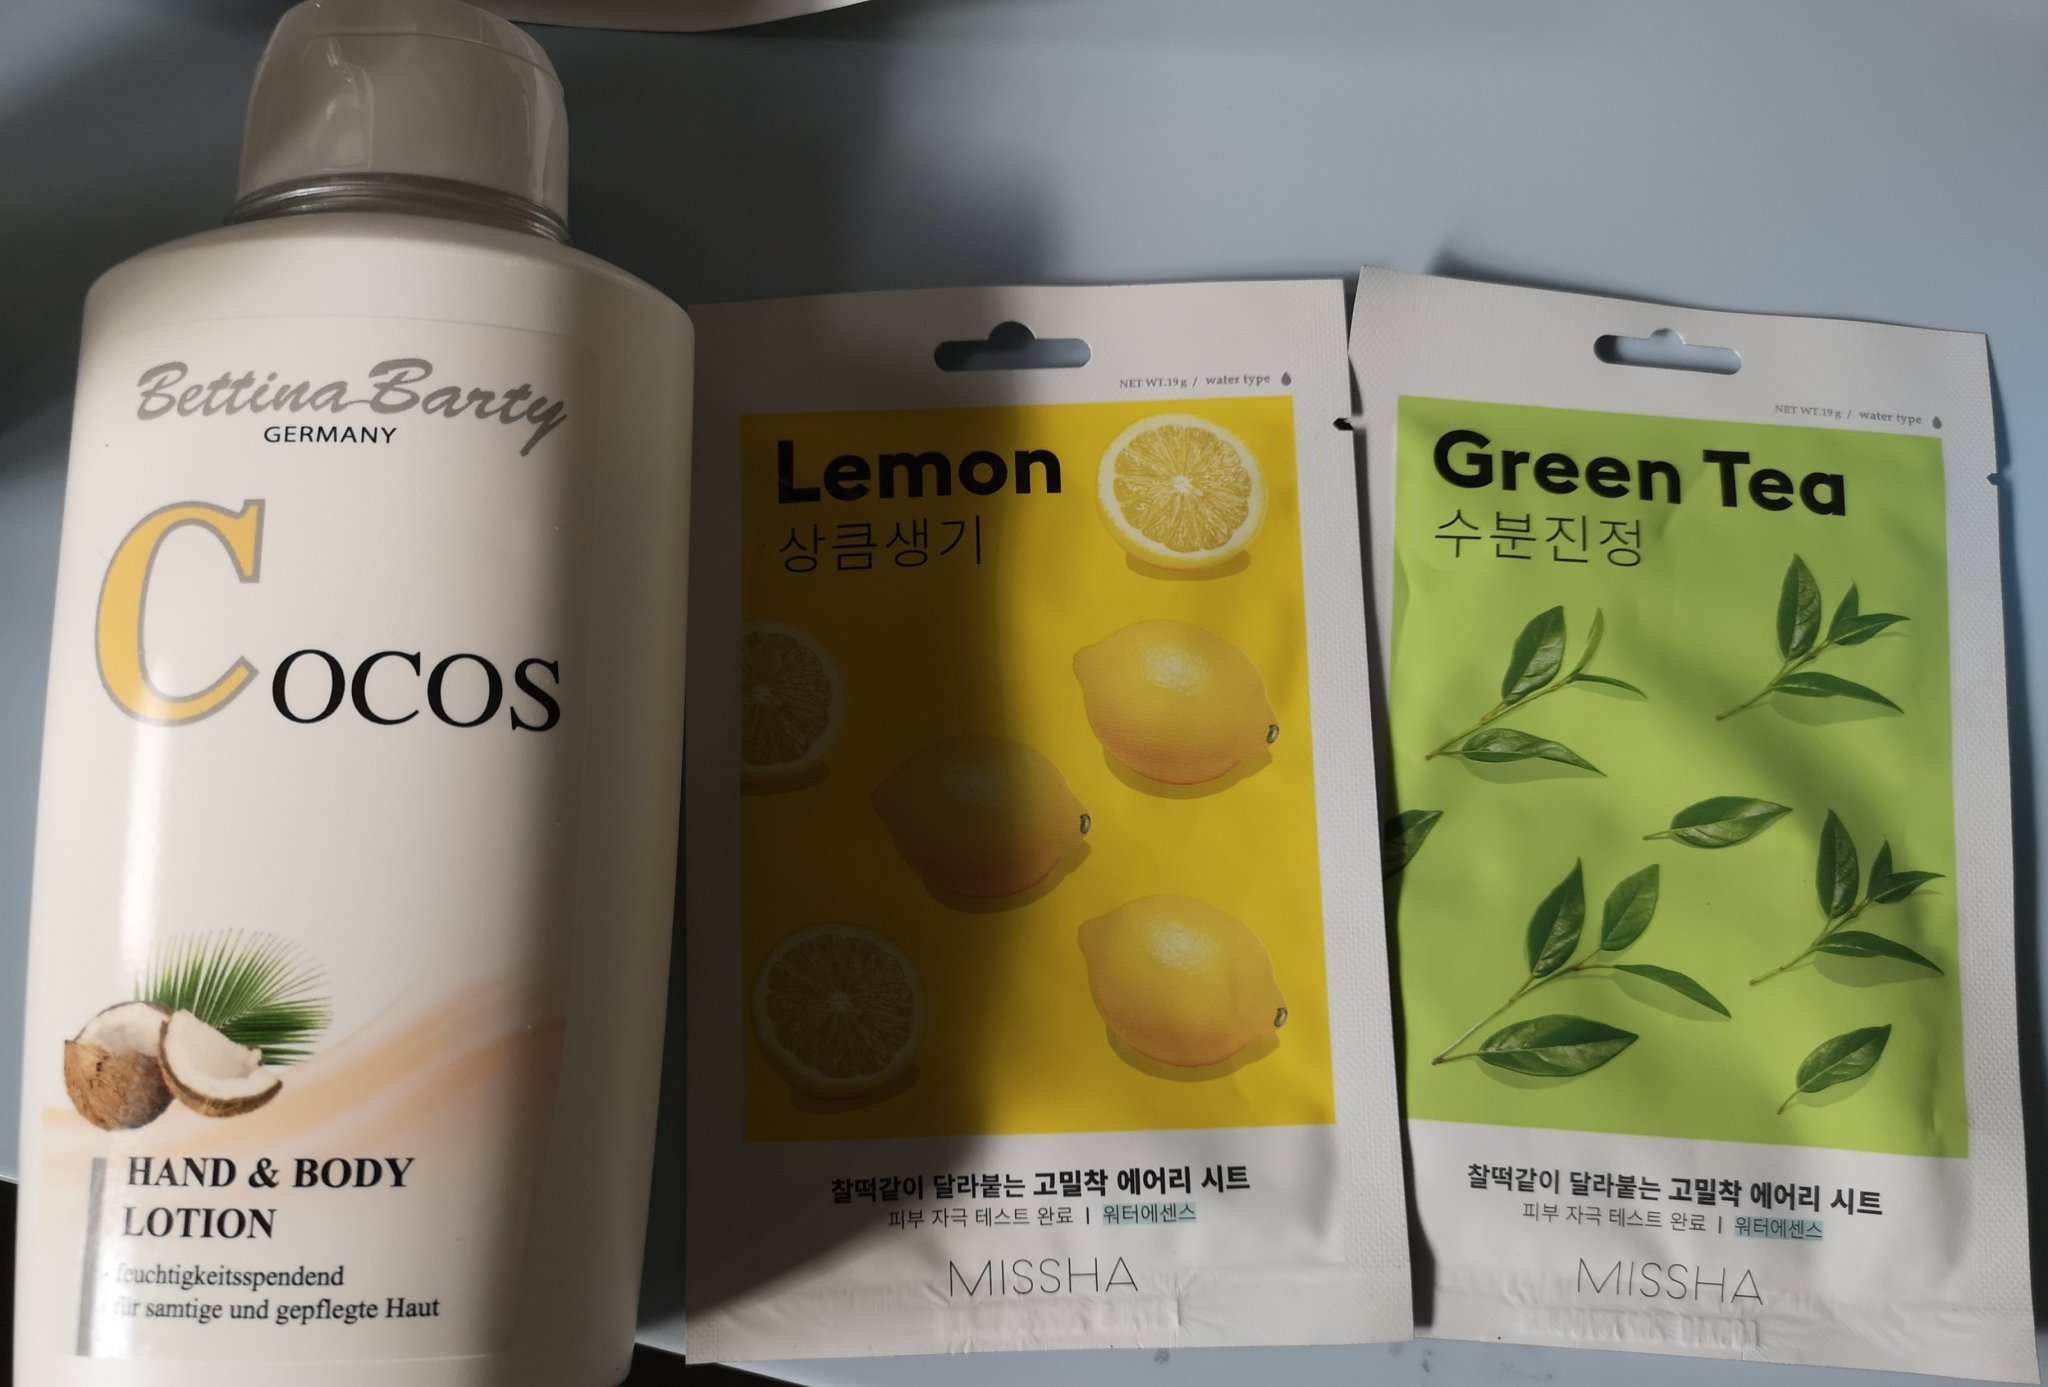 Bettina Barty
GERMANY
COCOS
HAND & BODY
LOTION
- feuchtigkeitsspendend
- für samtige und gepflegte Haut
NET WT.19g / water type
Lemon
상큼생기
찰떡같이 달라붙는 고밀착 에어리 시트
피부 자극 테스트 완료 | 워터에센스
MISSHA
NET WT.19g / water type
Green Tea
수분진정
찰떡같이 달라붙는 고밀착 에어리 시트
피부 자극 테스트 완료 | 워터에센스
MISSHA